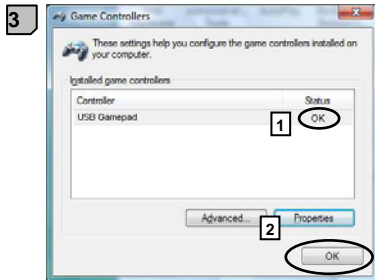 3
Game Controllers
These settings help you configure the game controllers installed on
your computer.
Installed game controllers
Controller Status
USB Gamepad OK
1
Advanced... Properties
2
OK